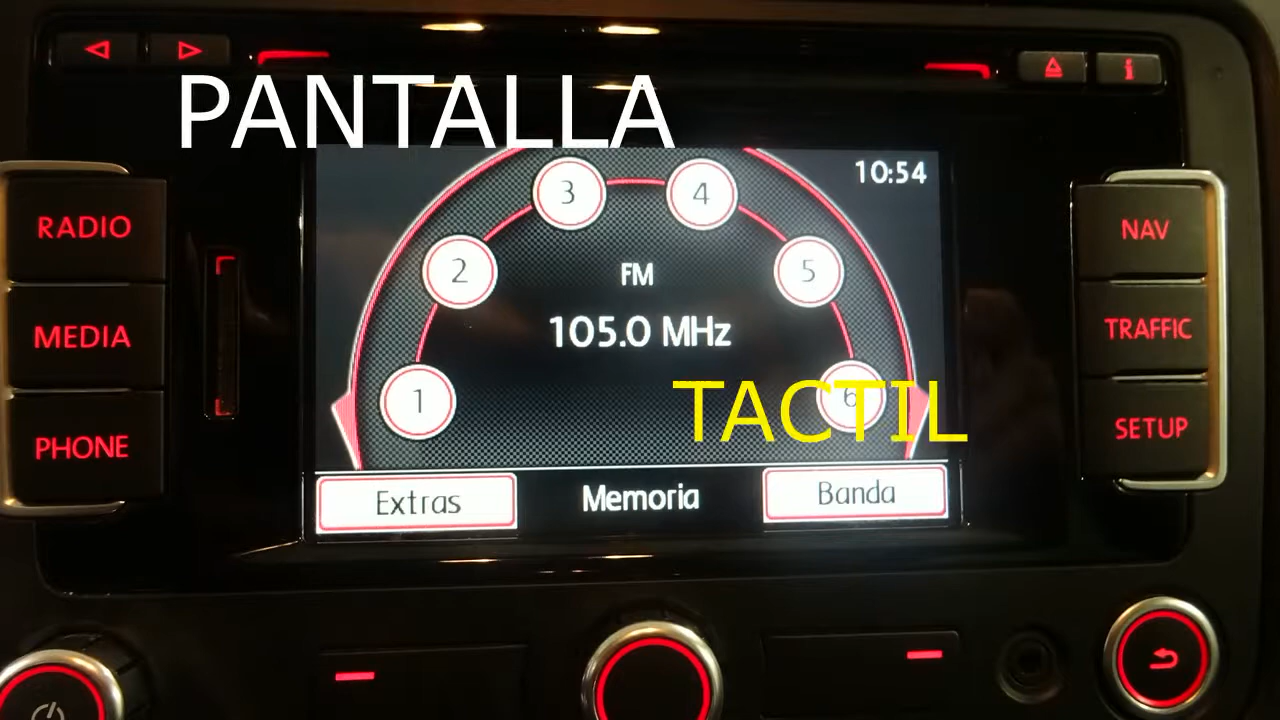 PANTALLA
10:54
3
4
2
5
FM
105.0 MHz
1
6
TACTIL
Extras
Memoria
Banda
RADIO
MEDIA
PHONE
NAV
TRAFFIC
SETUP
i